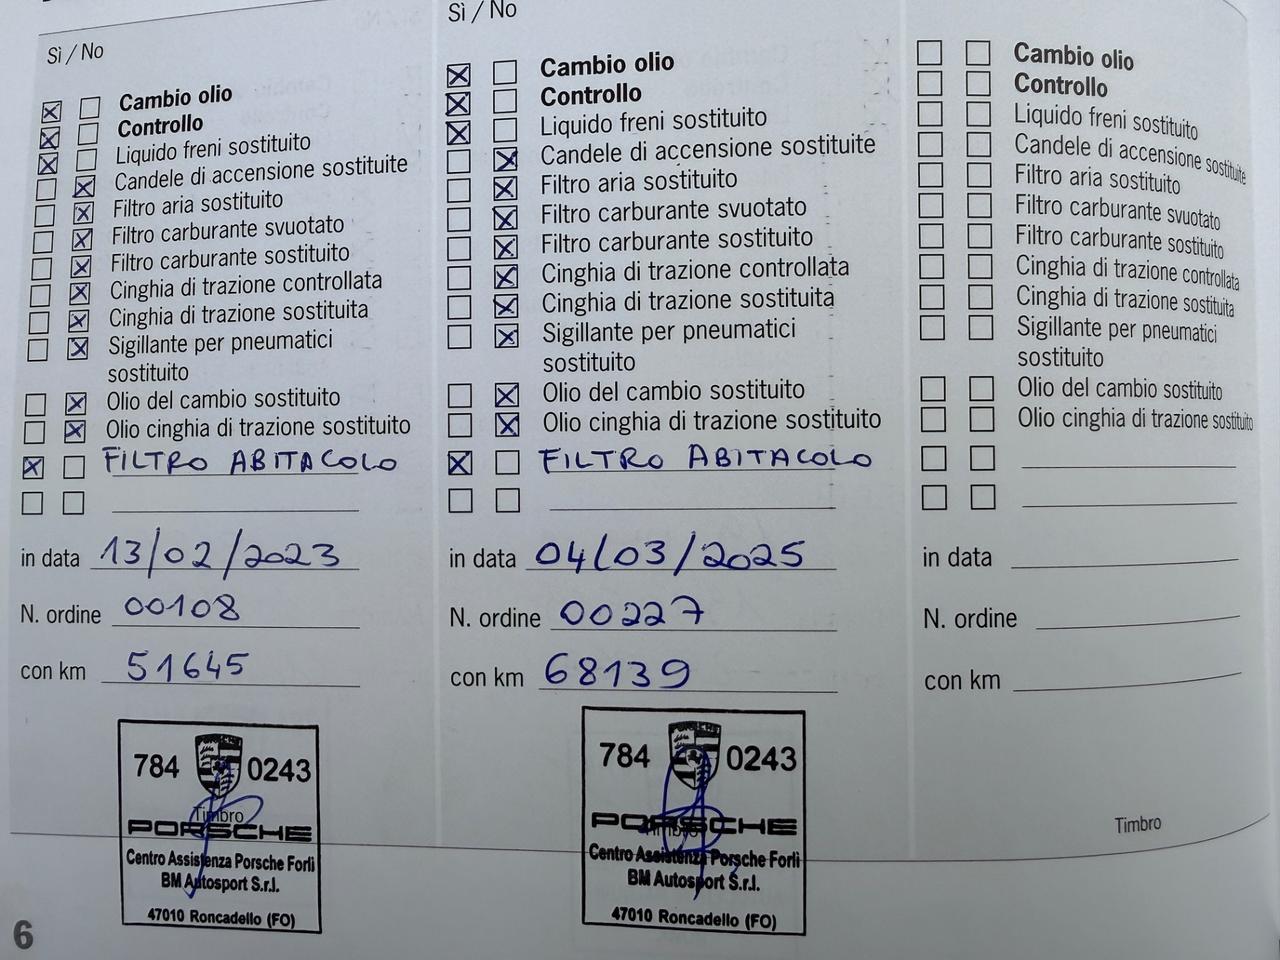 Sì / No
Cambio olio
Controllo
Liquido freni sostituito
Candele di accensione sostituite
Filtro aria sostituito
Filtro carburante svuotato
Filtro carburante sostituito
Cinghia di trazione controllata
Cinghia di trazione sostituita
Sigillante per pneumatici
sostituito
Olio del cambio sostituito
Olio cinghia di trazione sostituito
FILTRO ABITACOLO
in data 13/02/2023
N. ordine 00108
con km 51645
784 0243
Timbro
PORSCHE
Centro Assistenza Porsche Forlì
BM Autosport S.r.l.
47010 Roncadello (FO)
6
Sì / No
Cambio olio
Controllo
Liquido freni sostituito
Candele di accensione sostituite
Filtro aria sostituito
Filtro carburante svuotato
Filtro carburante sostituito
Cinghia di trazione controllata
Cinghia di trazione sostituita
Sigillante per pneumatici
sostituito
Olio del cambio sostituito
Olio cinghia di trazione sostituito
FILTRO ABITACOLO
in data 04/03/2025
N. ordine 00227
con km 68139
PORSCHE
784 0243
Timbro
PORSCHE
Centro Assistenza Porsche Forlì
BM Autosport S.r.l.
47010 Roncadello (FO)
Cambio olio
Controllo
Liquido freni sostituito
Candele di accensione sostituite
Filtro aria sostituito
Filtro carburante svuotato
Filtro carburante sostituito
Cinghia di trazione controllata
Cinghia di trazione sostituita
Sigillante per pneumatici
sostituito
Olio del cambio sostituito
Olio cinghia di trazione sostituito
in data
N. ordine
con km
Timbro